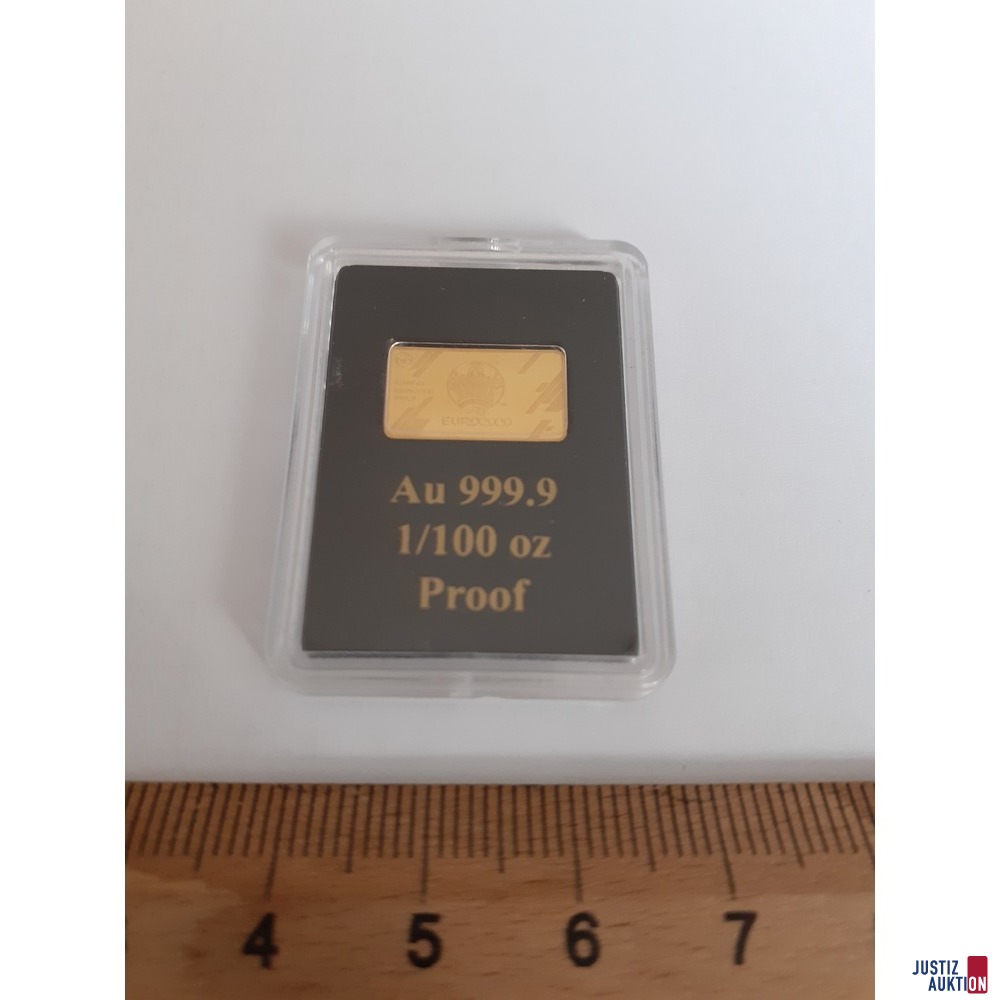 EURO2020
Au 999.9
1/100 oz
Proof
4 5 6 7
JUSTIZ
AUKTION